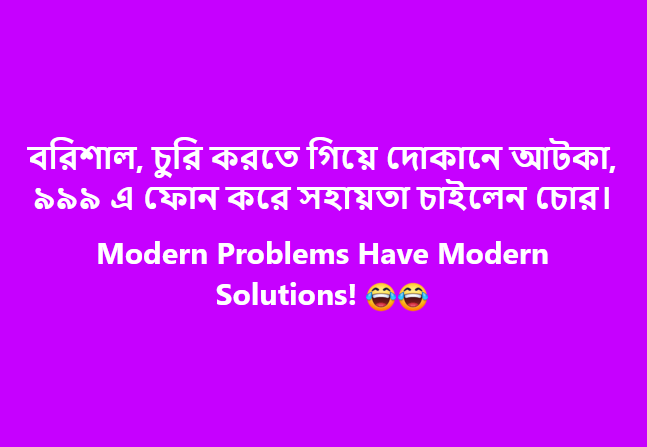 বরিশাল, চুরি করতে গিয়ে দোকানে আটকা,
৯৯৯ এ ফোন করে সহায়তা চাইলেন চোর।
Modern Problems Have Modern
Solutions! 😂😂